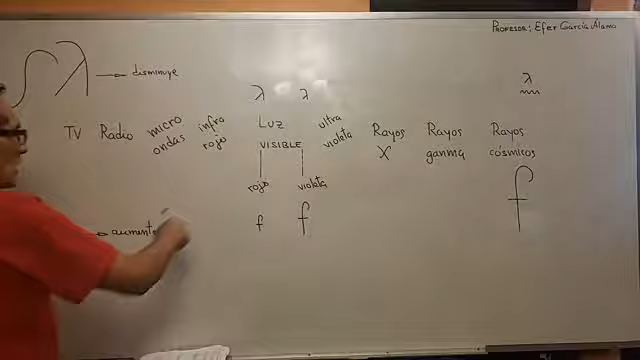 PROFESOR: Efer García Álamo
λ → disminuye
λ λ λ
TV Radio micro ondas infra rojo LUZ VISIBLE ultra violeta Rayos X Rayos gamma Rayos cósmicos
rojo violeta
f f f
→ aumenta